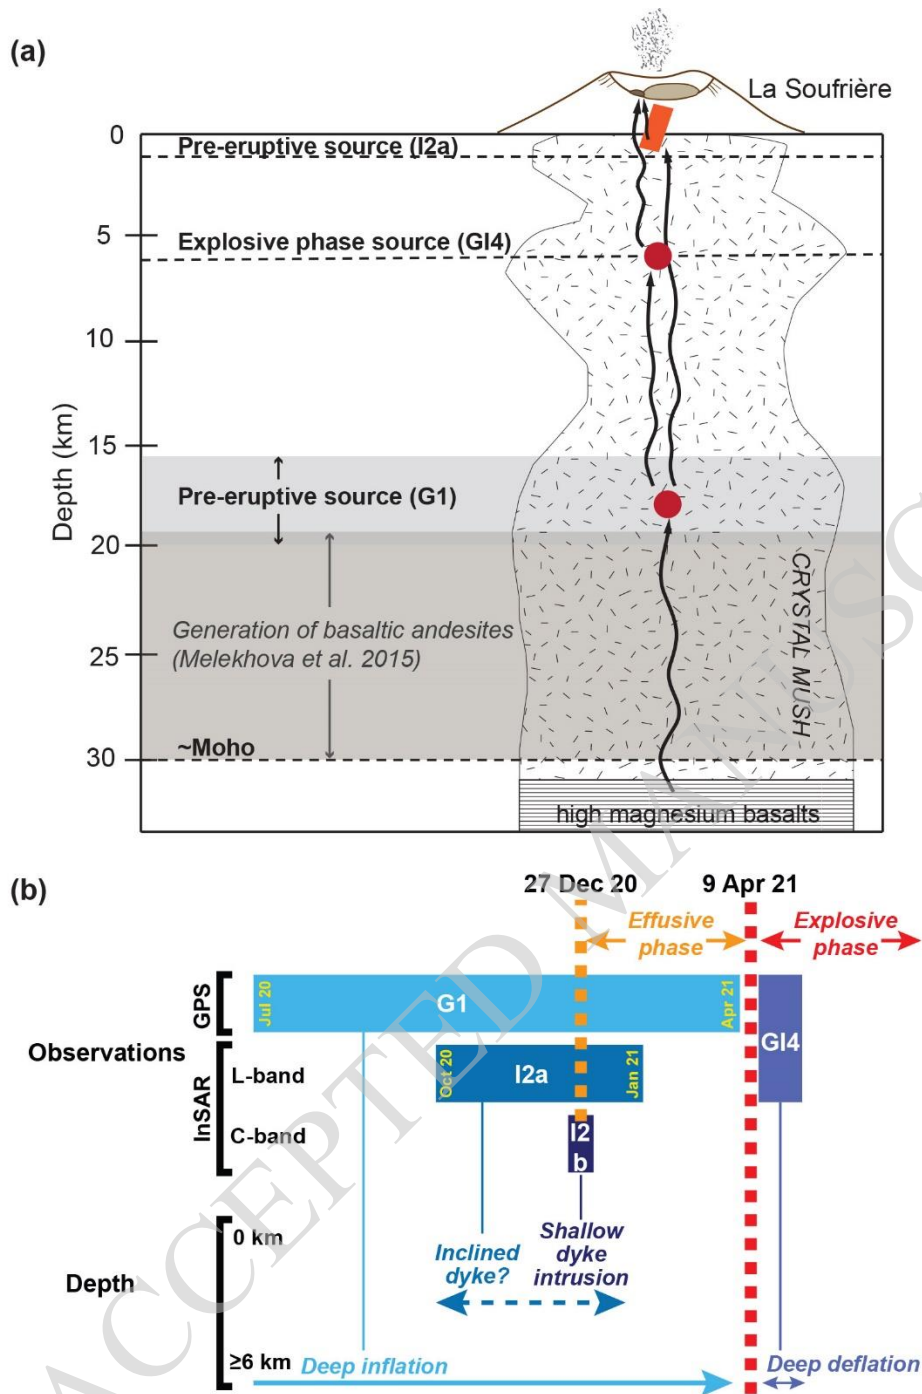 (a)
La Soufrière
0
Pre-eruptive source (I2a)
5
Explosive phase source (GI4)
10
15
Depth (km)
Pre-eruptive source (G1)
20
Generation of basaltic andesites
(Melekhova et al. 2015)
25
CRYSTAL MUSH
~Moho
30
high magnesium basalts
(b)
27 Dec 20
9 Apr 21
Effusive
phase
Explosive
phase
GPS
Jul 20
G1
Apr 21
GI4
Observations
InSAR
L-band
Oct 20
I2a
Jan 21
C-band
I2
b
Depth
0 km
Inclined
dyke?
Shallow
dyke
intrusion
≥6 km
Deep inflation
Deep deflation
ACCEPTED MANUSC